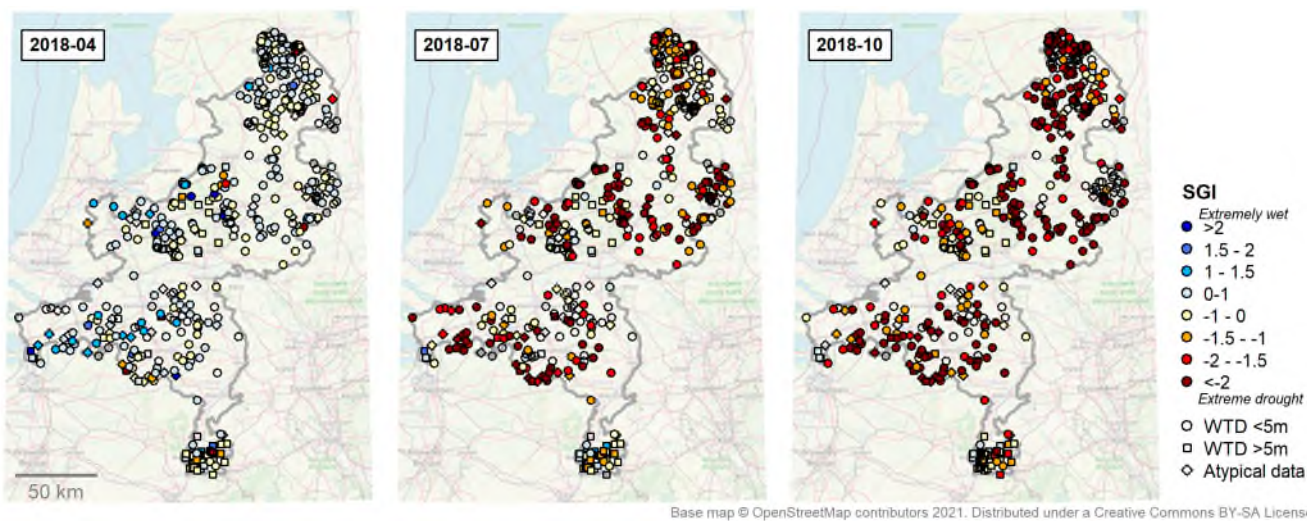 2018-04
2018-07
2018-10
SGI
Extremely wet
>2
1.5 - 2
1 - 1.5
0-1
-1 - 0
-1.5 - -1
-2 - -1.5
<-2
Extreme drought
WTD <5m
WTD >5m
Atypical data
50 km
Base map © OpenStreetMap contributors 2021. Distributed under a Creative Commons BY-SA License